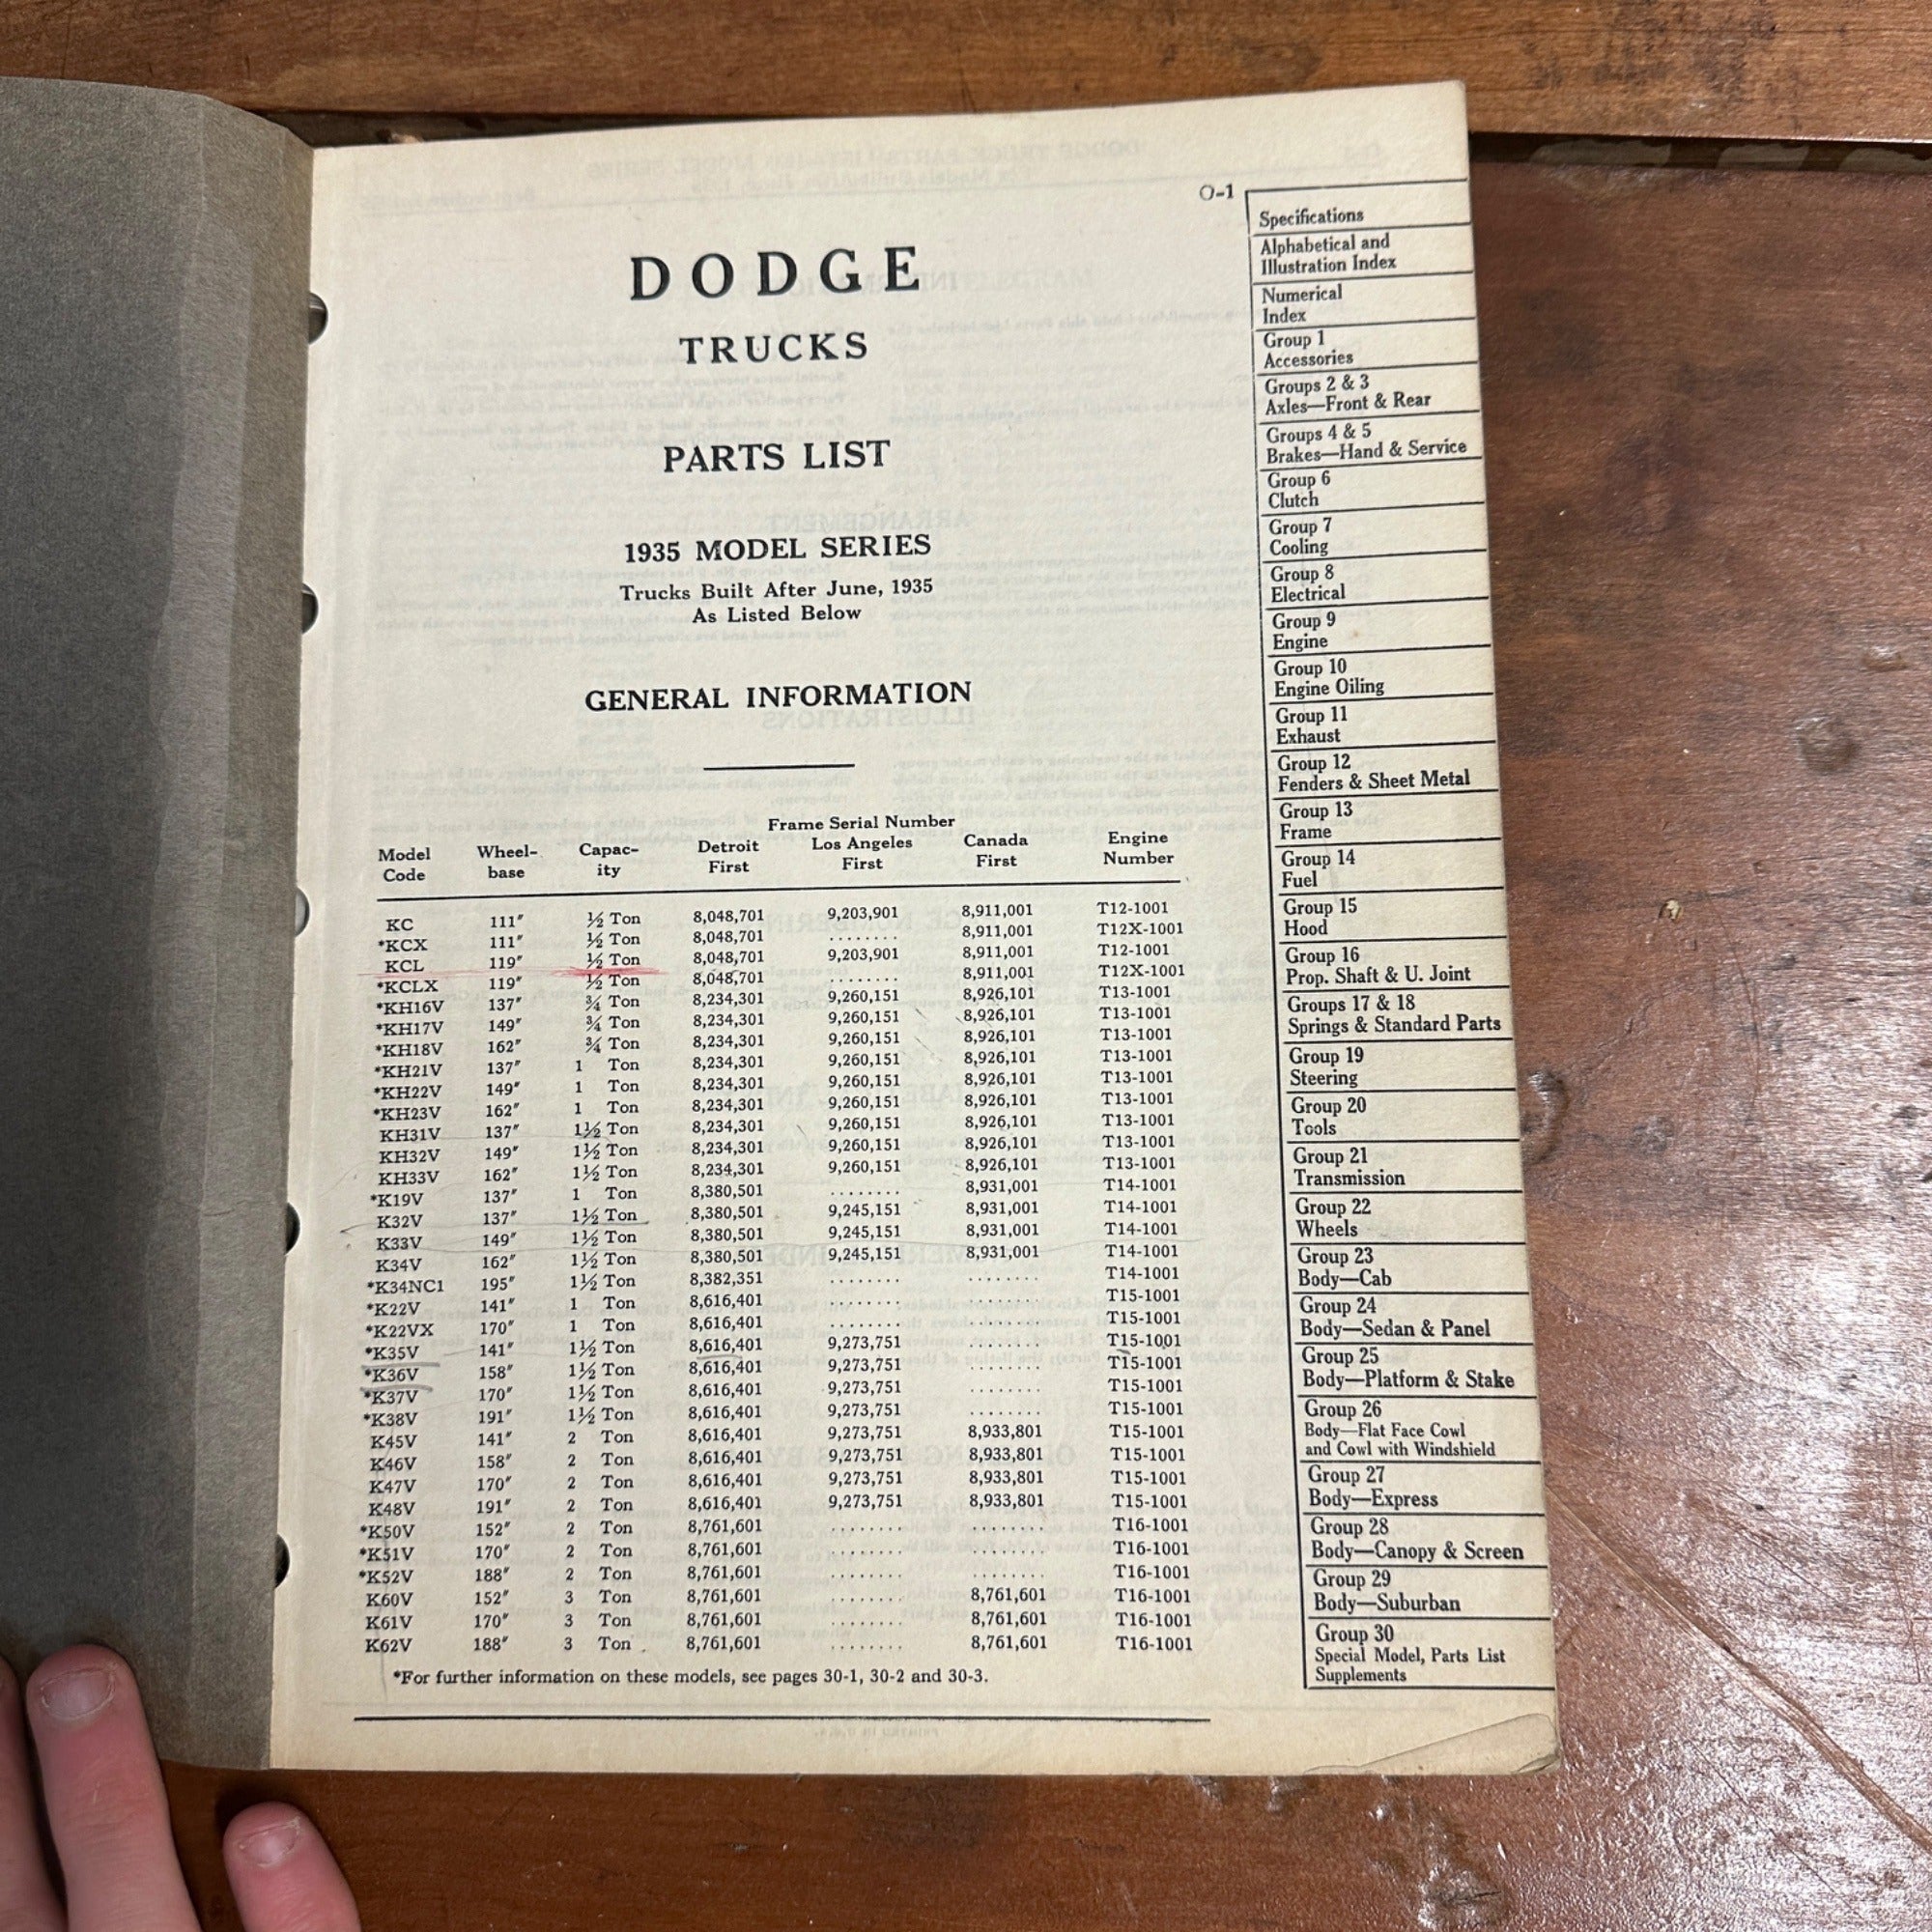 O-1
DODGE
TRUCKS
PARTS LIST
1935 MODEL SERIES
Trucks Built After June, 1935
As Listed Below
GENERAL INFORMATION
Frame Serial Number
Model Code Wheel-base Capac-ity Detroit First Los Angeles First Canada First Engine Number
KC 111″ ½ Ton 8,048,701 9,203,901 8,911,001 T12-1001
*KCX 111″ ½ Ton 8,048,701 ........ 8,911,001 T12X-1001
KCL 119″ ½ Ton 8,048,701 9,203,901 8,911,001 T12-1001
*KCLX 119″ ½ Ton 8,048,701 ........ 8,911,001 T12X-1001
*KH16V 137″ ¾ Ton 8,234,301 9,260,151 8,926,101 T13-1001
*KH17V 149″ ¾ Ton 8,234,301 9,260,151 8,926,101 T13-1001
*KH18V 162″ ¾ Ton 8,234,301 9,260,151 8,926,101 T13-1001
*KH21V 137″ 1 Ton 8,234,301 9,260,151 8,926,101 T13-1001
*KH22V 149″ 1 Ton 8,234,301 9,260,151 8,926,101 T13-1001
*KH23V 162″ 1 Ton 8,234,301 9,260,151 8,926,101 T13-1001
KH31V 137″ 1½ Ton 8,234,301 9,260,151 8,926,101 T13-1001
KH32V 149″ 1½ Ton 8,234,301 9,260,151 8,926,101 T13-1001
KH33V 162″ 1½ Ton 8,234,301 9,260,151 8,926,101 T13-1001
*K19V 137″ 1 Ton 8,380,501 ........ 8,931,001 T14-1001
K32V 137″ 1½ Ton 8,380,501 9,245,151 8,931,001 T14-1001
K33V 149″ 1½ Ton 8,380,501 9,245,151 8,931,001 T14-1001
K34V 162″ 1½ Ton 8,380,501 9,245,151 8,931,001 T14-1001
*K34NC1 195″ 1½ Ton 8,382,351 ........ ........ T14-1001
*K22V 141″ 1 Ton 8,616,401 ........ ........ T15-1001
*K22VX 170″ 1 Ton 8,616,401 ........ ........ T15-1001
*K35V 141″ 1½ Ton 8,616,401 9,273,751 ........ T15-1001
*K36V 158″ 1½ Ton 8,616,401 9,273,751 ........ T15-1001
*K37V 170″ 1½ Ton 8,616,401 9,273,751 ........ T15-1001
*K38V 191″ 1½ Ton 8,616,401 9,273,751 ........ T15-1001
K45V 141″ 2 Ton 8,616,401 9,273,751 8,933,801 T15-1001
K46V 158″ 2 Ton 8,616,401 9,273,751 8,933,801 T15-1001
K47V 170″ 2 Ton 8,616,401 9,273,751 8,933,801 T15-1001
K48V 191″ 2 Ton 8,616,401 9,273,751 8,933,801 T15-1001
*K50V 152″ 2 Ton 8,761,601 ........ ........ T16-1001
*K51V 170″ 2 Ton 8,761,601 ........ ........ T16-1001
*K52V 188″ 2 Ton 8,761,601 ........ ........ T16-1001
K60V 152″ 3 Ton 8,761,601 ........ 8,761,601 T16-1001
K61V 170″ 3 Ton 8,761,601 ........ 8,761,601 T16-1001
K62V 188″ 3 Ton 8,761,601 ........ 8,761,601 T16-1001
*For further information on these models, see pages 30-1, 30-2 and 30-3.
Specifications
Alphabetical and
Illustration Index
Numerical
Index
Group 1
Accessories
Groups 2 & 3
Axles—Front & Rear
Groups 4 & 5
Brakes—Hand & Service
Group 6
Clutch
Group 7
Cooling
Group 8
Electrical
Group 9
Engine
Group 10
Engine Oiling
Group 11
Exhaust
Group 12
Fenders & Sheet Metal
Group 13
Frame
Group 14
Fuel
Group 15
Hood
Group 16
Prop. Shaft & U. Joint
Groups 17 & 18
Springs & Standard Parts
Group 19
Steering
Group 20
Tools
Group 21
Transmission
Group 22
Wheels
Group 23
Body—Cab
Group 24
Body—Sedan & Panel
Group 25
Body—Platform & Stake
Group 26
Body—Flat Face Cowl
and Cowl with Windshield
Group 27
Body—Express
Group 28
Body—Canopy & Screen
Group 29
Body—Suburban
Group 30
Special Model, Parts List
Supplements